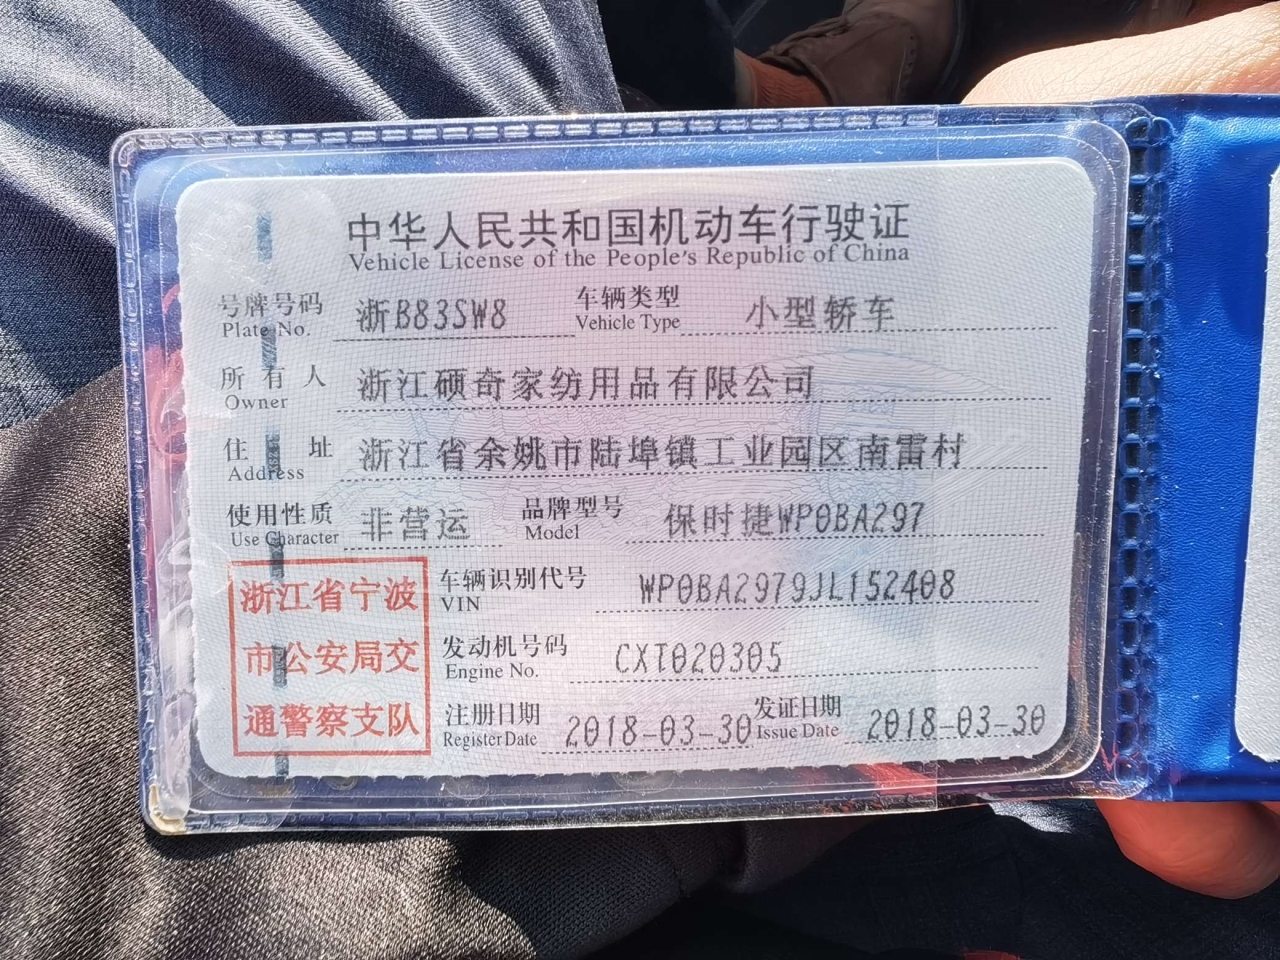 中华人民共和国机动车行驶证
Vehicle License of the People's Republic of China
号牌号码 浙B83SW8 车辆类型 小型轿车
Plate No. Vehicle Type
所有人 浙江硕奇家纺用品有限公司
Owner
住址 浙江省余姚市陆埠镇工业园区南雷村
Address
使用性质 非营运 品牌型号 保时捷WP0BA297
Use Character Model
浙江省宁波
市公安局交
通警察支队
车辆识别代号 WP0BA2979JL152408
VIN
发动机号码 CXT020305
Engine No.
注册日期 2018-03-30 发证日期 2018-03-30
Register Date Issue Date